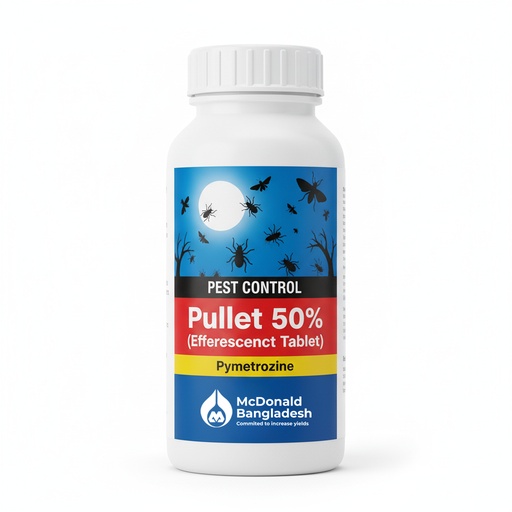 PEST CONTROL
Pullet 50%
(Efferescenct Tablet)
Pymetrozine
McDonald
Bangladesh
Commited to increase yields